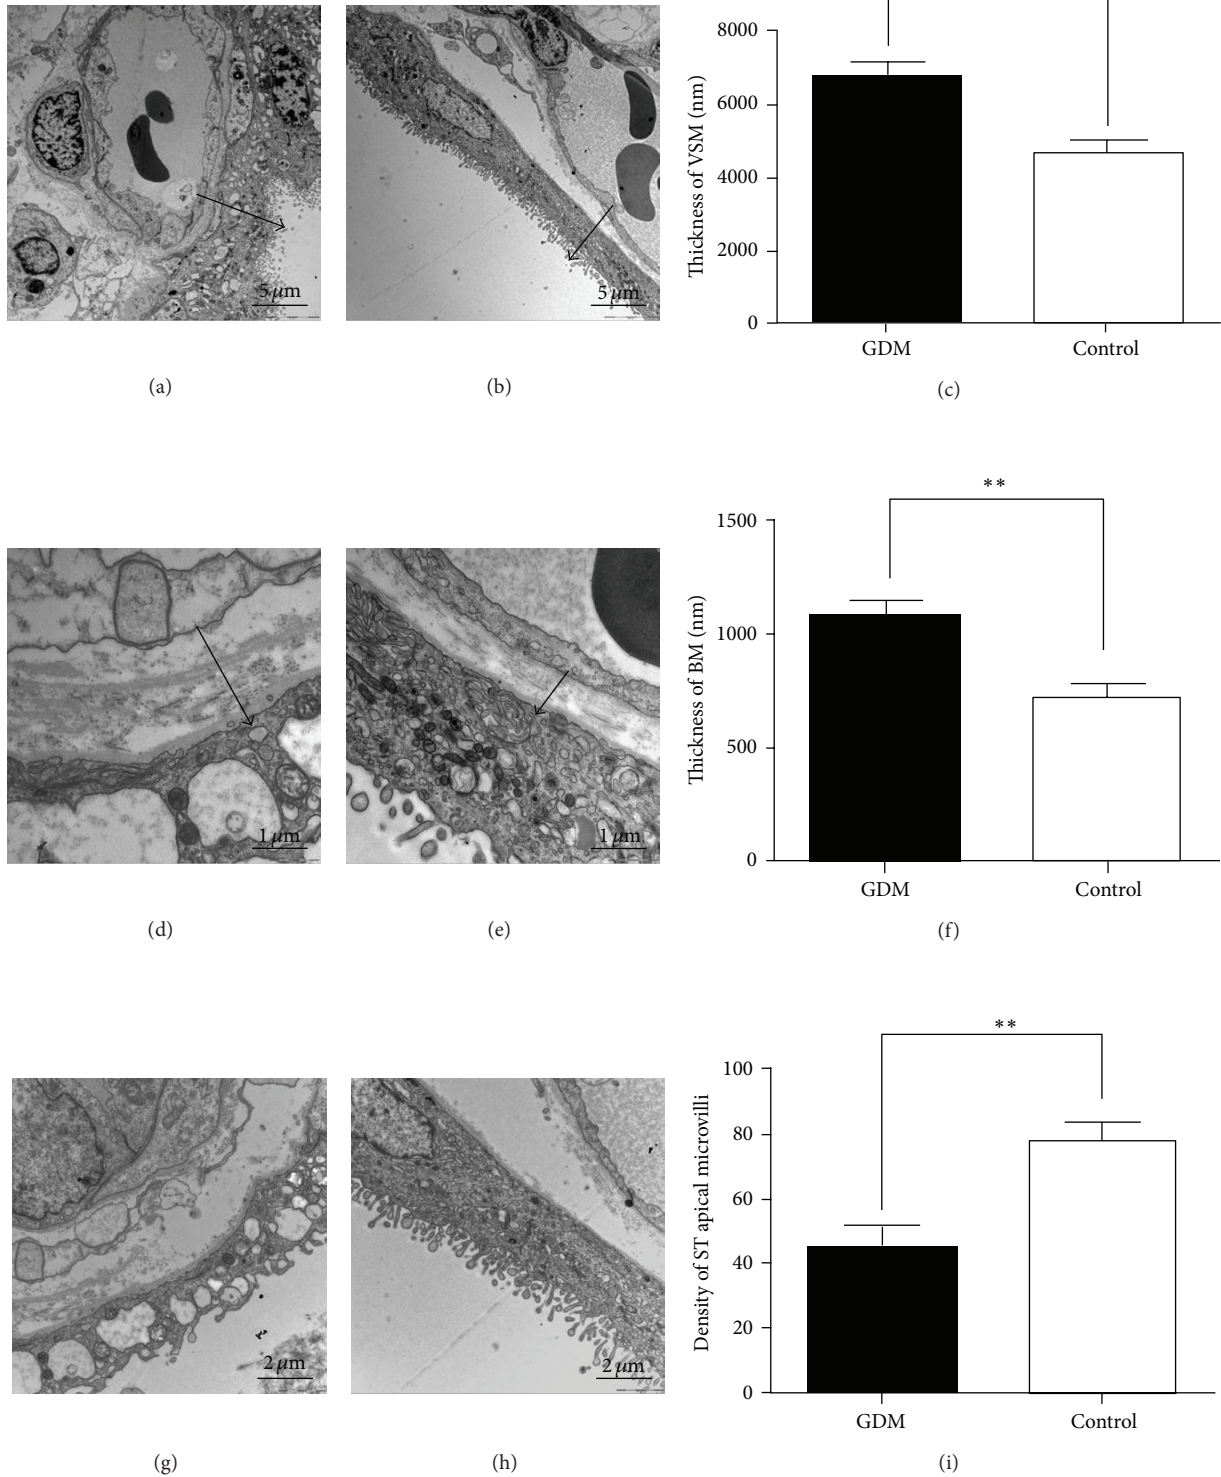 8000
6000
4000
2000
0
Thickness of VSM (nm)
GDM
Control
5 μm
5 μm
(a)
(b)
(c)
**
1500
1000
500
0
Thickness of BM (nm)
GDM
Control
1 μm
1 μm
(d)
(e)
(f)
**
100
80
60
40
20
0
Density of ST apical microvilli
GDM
Control
2 μm
2 μm
(g)
(h)
(i)